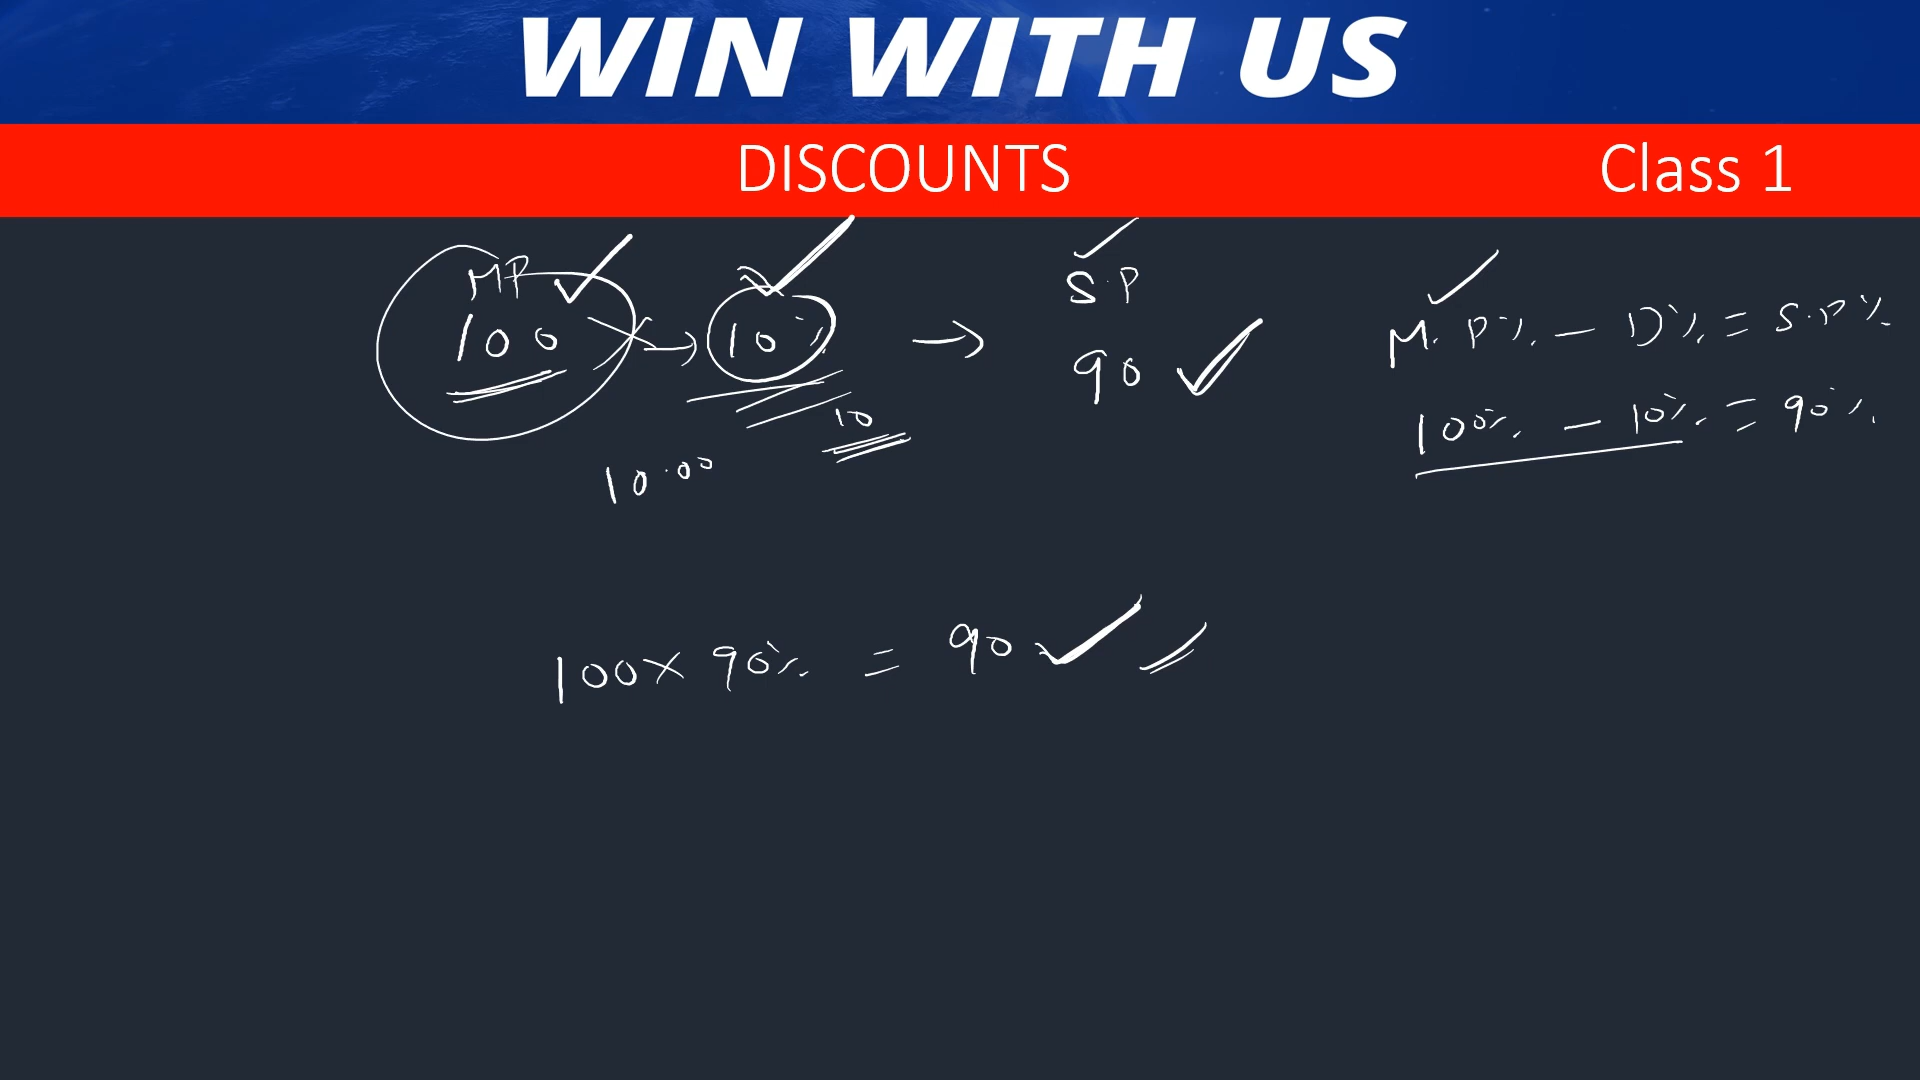 WIN WITH US
DISCOUNTS Class 1
MP S.P
100 → 10% → 90
M.P% - D% = S.P%
10
100% - 10% = 90%
10.00
100 × 90% = 90